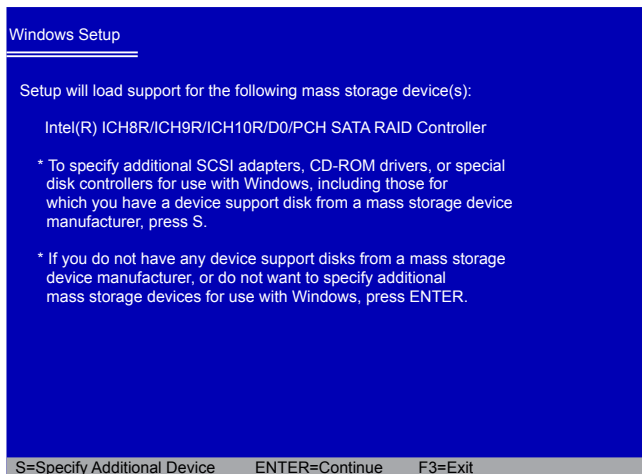 Windows Setup
Setup will load support for the following mass storage device(s):
Intel(R) ICH8R/ICH9R/ICH10R/D0/PCH SATA RAID Controller
* To specify additional SCSI adapters, CD-ROM drivers, or special
disk controllers for use with Windows, including those for
which you have a device support disk from a mass storage device
manufacturer, press S.
* If you do not have any device support disks from a mass storage
device manufacturer, or do not want to specify additional
mass storage devices for use with Windows, press ENTER.
S=Specify Additional Device ENTER=Continue F3=Exit